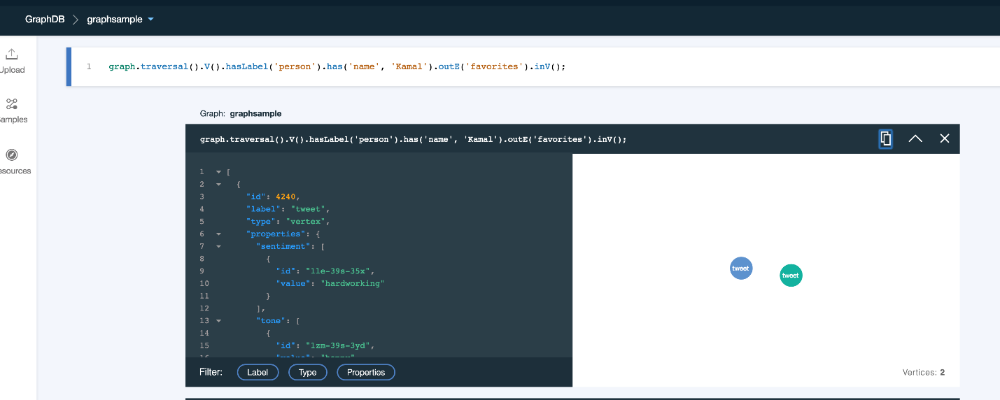 GraphDB graphsample
Upload
1 graph.traversal().V().hasLabel('person').has('name', 'Kamal').outE('favorites').inV();
amples
esources
Graph: graphsample
graph.traversal().V().hasLabel('person').has('name', 'Kamal').outE('favorites').inV();
1 [
2 {
3 "id": 4240,
4 "label": "tweet",
5 "type": "vertex",
6 "properties": {
7 "sentiment": [
8 {
9 "id": "1le-39s-35x",
10 "value": "hardworking"
11 }
12 ],
13 "tone": [
14 {
15 "id": "1zm-39s-3yd",
16 "value": "happy"
Filter: Label Type Properties
tweet
tweet
Vertices: 2